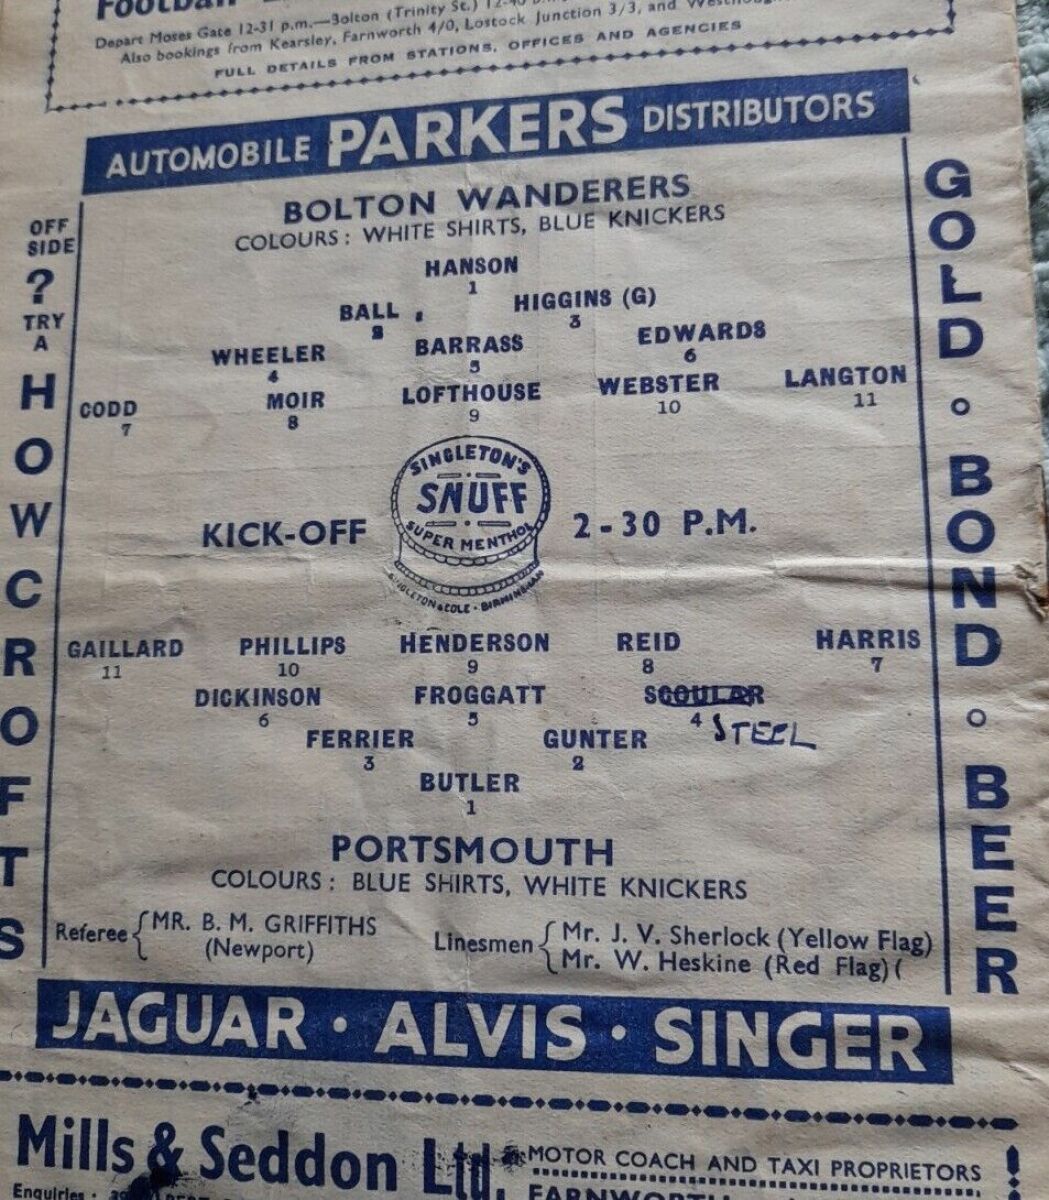 Football
Depart Moses Gate 12-31 p.m.—Bolton (Trinity St.)
Also bookings from Kearsley, Farnworth 4/0, Lostock Junction 3/3, and
FULL DETAILS FROM STATIONS, OFFICES AND AGENCIES
AUTOMOBILE PARKERS DISTRIBUTORS
OFF
SIDE
?
TRY
A
HOWCROFTS
GOLD · BOND · BEER
BOLTON WANDERERS
COLOURS: WHITE SHIRTS, BLUE KNICKERS
HANSON
1
BALL HIGGINS (G)
2 3
WHEELER BARRASS EDWARDS
4 5 6
CODD MOIR LOFTHOUSE WEBSTER LANGTON
7 8 9 10 11
SINGLETON'S
SNUFF
SUPER MENTHOL
SINGLETON & COLE · BIRMINGHAM
KICK-OFF 2-30 P.M.
GAILLARD PHILLIPS HENDERSON REID HARRIS
11 10 9 8 7
DICKINSON FROGGATT SCOULAR
6 5 4 STEEL
FERRIER GUNTER
3 2
BUTLER
1
PORTSMOUTH
COLOURS: BLUE SHIRTS, WHITE KNICKERS
Referee { MR. B. M. GRIFFITHS
(Newport)
Linesmen { Mr. J. V. Sherlock (Yellow Flag)
Mr. W. Heskine (Red Flag) (
JAGUAR · ALVIS · SINGER
Mills & Seddon Ltd.
MOTOR COACH AND TAXI PROPRIETORS
Enquiries:
FARNWORTH